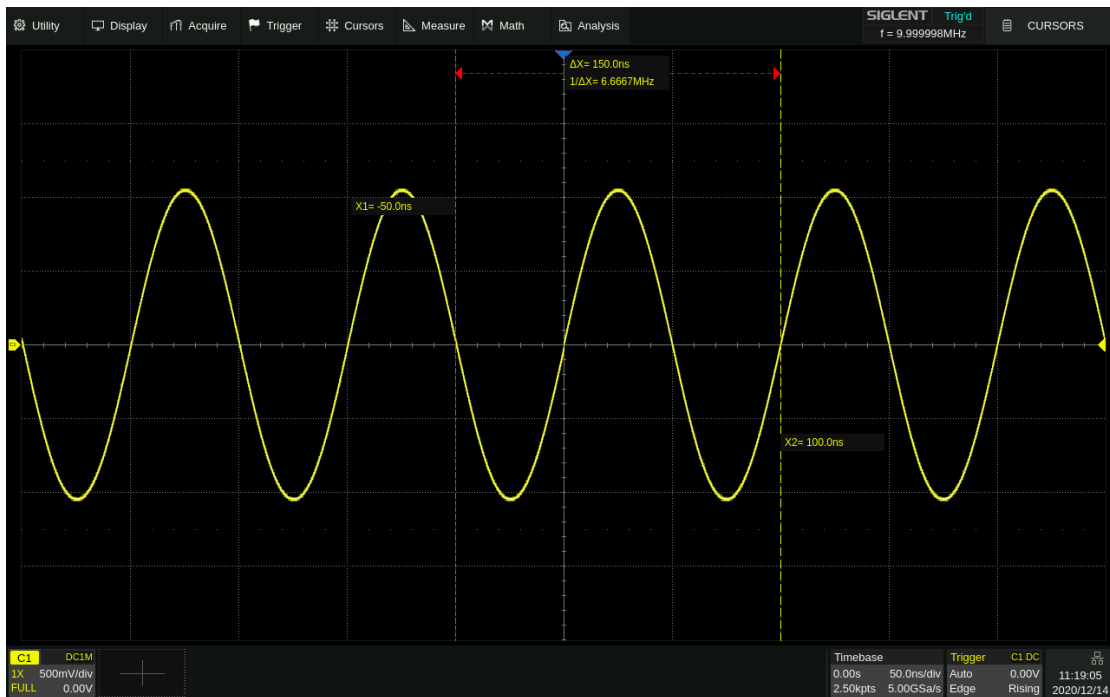 Utility Display Acquire Trigger Cursors Measure Math Analysis
SIGLENT Trig'd
f = 9.999998MHz
CURSORS
ΔX= 150.0ns
1/ΔX= 6.6667MHz
X1= -50.0ns
X2= 100.0ns
C1 DC1M
1X 500mV/div
FULL 0.00V
Timebase
0.00s 50.0ns/div
2.50kpts 5.00GSa/s
Trigger C1 DC
Auto 0.00V
Edge Rising
11:19:05
2020/12/14